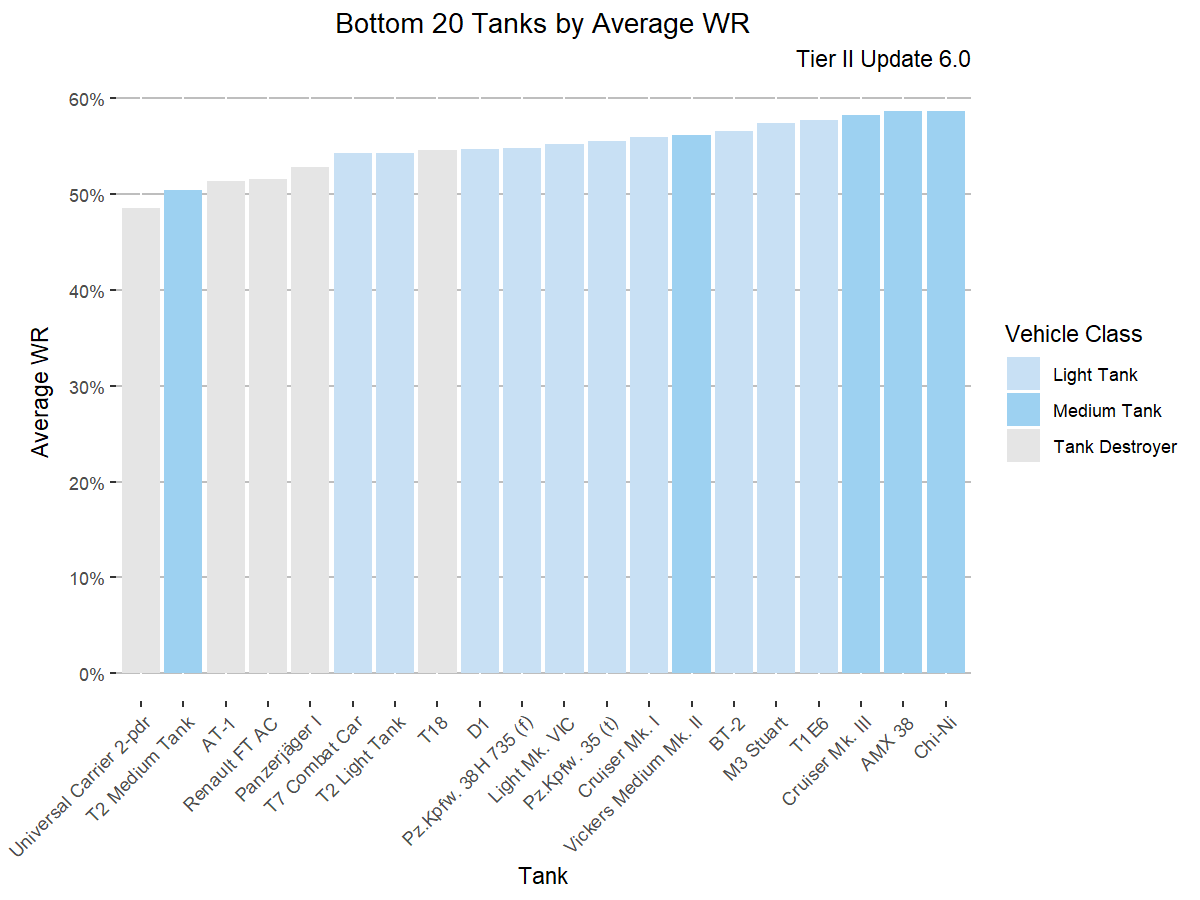 Bottom 20 Tanks by Average WR
Tier II Update 6.0
60%
50%
40%
30%
20%
10%
0%
Average WR
Universal Carrier 2-pdr
T2 Medium Tank
AT-1
Renault FT AC
Panzerjäger I
T7 Combat Car
T2 Light Tank
T18
D1
Pz.Kpfw. 38H 735 (f)
Light Mk. VIC
Pz.Kpfw. 35 (t)
Cruiser Mk. I
Vickers Medium Mk. II
BT-2
M3 Stuart
T1E6
Cruiser Mk. III
AMX 38
Chi-Ni
Tank
Vehicle Class
Light Tank
Medium Tank
Tank Destroyer